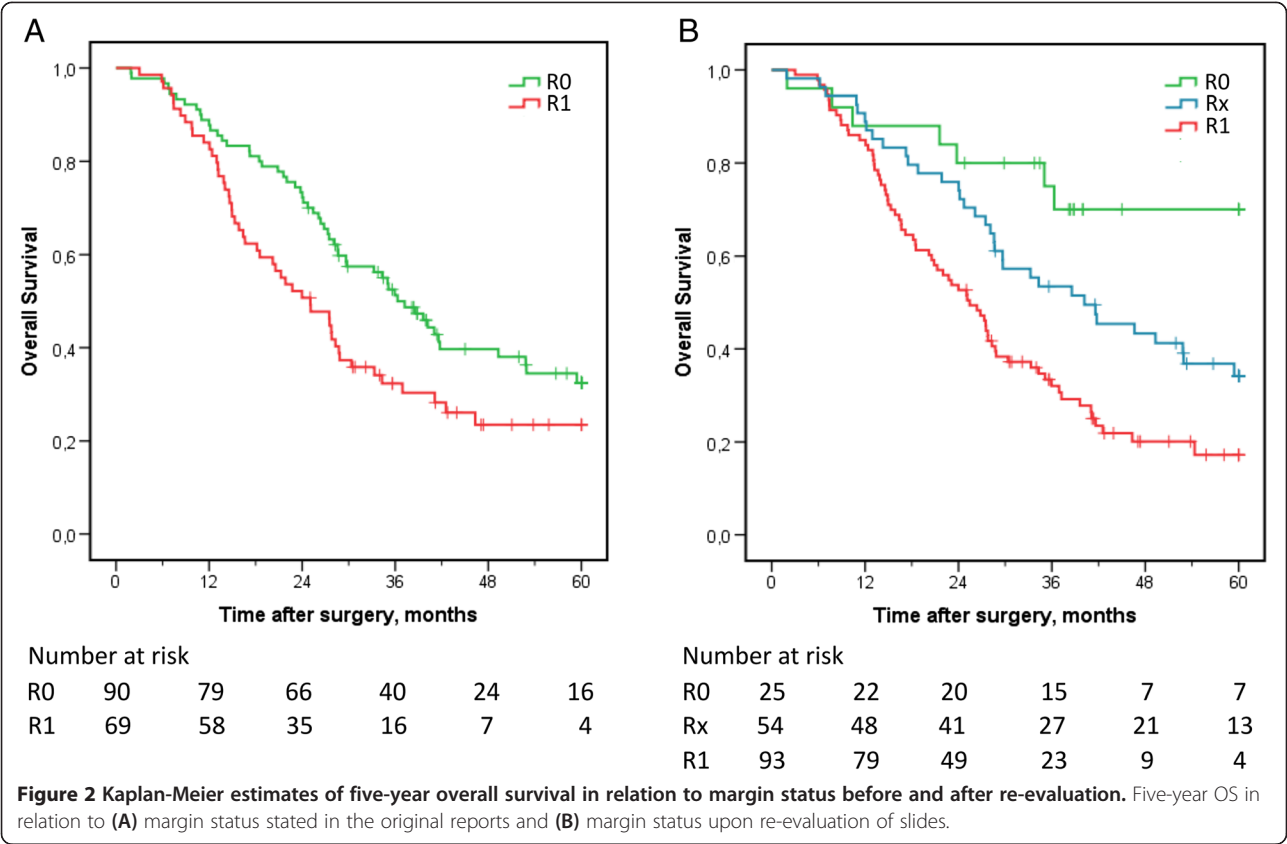 A
R0
R1
1,0
0,8
0,6
0,4
0,2
0,0
Overall Survival
0 12 24 36 48 60
Time after surgery, months
Number at risk
R0 90 79 66 40 24 16
R1 69 58 35 16 7 4
B
R0
Rx
R1
1,0
0,8
0,6
0,4
0,2
0,0
Overall Survival
0 12 24 36 48 60
Time after surgery, months
Number at risk
R0 25 22 20 15 7 7
Rx 54 48 41 27 21 13
R1 93 79 49 23 9 4
Figure 2 Kaplan-Meier estimates of five-year overall survival in relation to margin status before and after re-evaluation. Five-year OS in
relation to (A) margin status stated in the original reports and (B) margin status upon re-evaluation of slides.